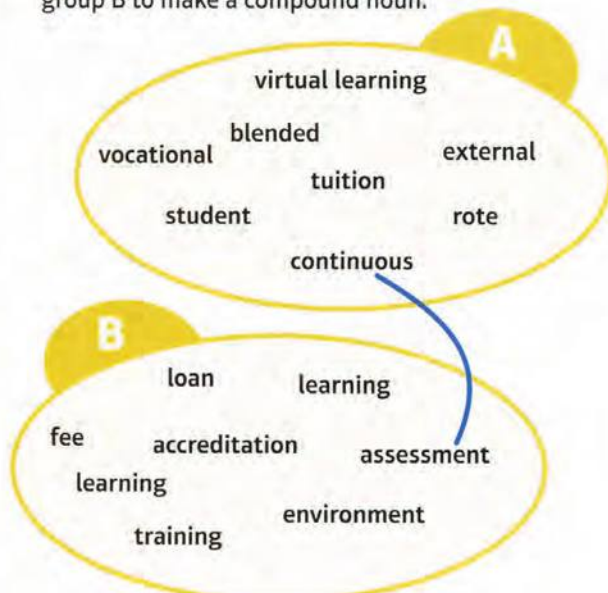 group B to make a compound noun.
A
virtual learning
blended
vocational
external
tuition
student
rote
continuous
B
loan
learning
fee
accreditation
assessment
learning
environment
training